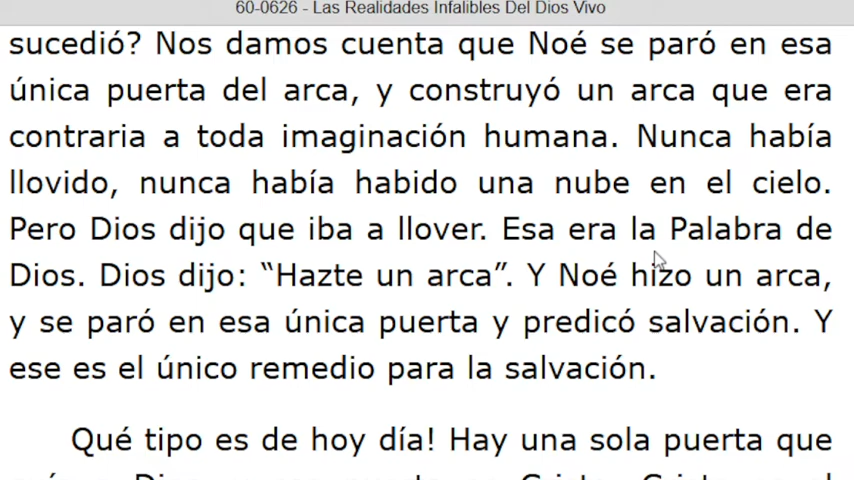 60-0626 - Las Realidades Infalibles Del Dios Vivo
sucedió? Nos damos cuenta que Noé se paró en esa
única puerta del arca, y construyó un arca que era
contraria a toda imaginación humana. Nunca había
llovido, nunca había habido una nube en el cielo.
Pero Dios dijo que iba a llover. Esa era la Palabra de
Dios. Dios dijo: “Hazte un arca”. Y Noé hizo un arca,
y se paró en esa única puerta y predicó salvación. Y
ese es el único remedio para la salvación.
Qué tipo es de hoy día! Hay una sola puerta que